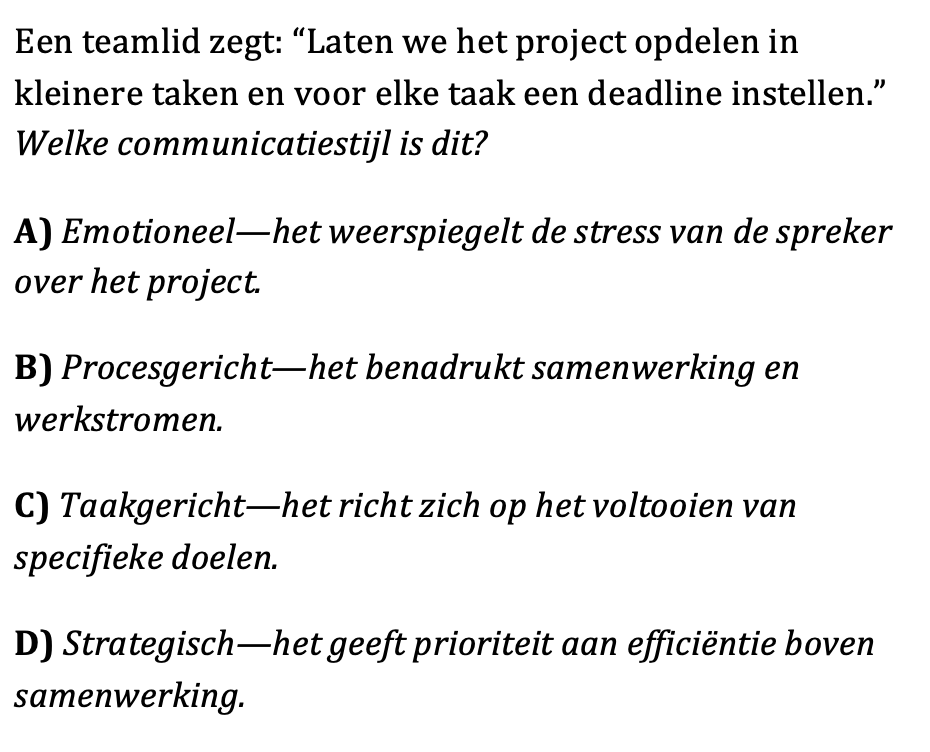 Een teamlid zegt: “Laten we het project opdelen in
kleinere taken en voor elke taak een deadline instellen.”
Welke communicatiestijl is dit?
A) Emotioneel—het weerspiegelt de stress van de spreker
over het project.
B) Procesgericht—het benadrukt samenwerking en
werkstromen.
C) Taakgericht—het richt zich op het voltooien van
specifieke doelen.
D) Strategisch—het geeft prioriteit aan efficiëntie boven
samenwerking.